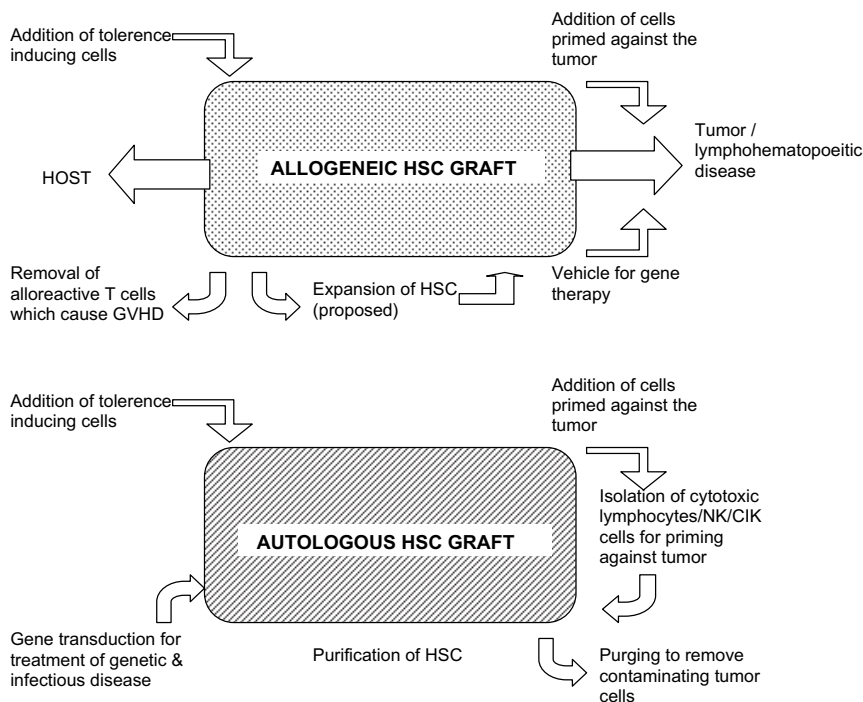 Addition of tolerence
inducing cells
Addition of cells
primed against the
tumor
ALLOGENEIC HSC GRAFT
HOST
Tumor /
lymphohematopoeitic
disease
Removal of
alloreactive T cells
which cause GVHD
Expansion of HSC
(proposed)
Vehicle for gene
therapy
Addition of tolerence
inducing cells
Addition of cells
primed against the
tumor
AUTOLOGOUS HSC GRAFT
Isolation of cytotoxic
lymphocytes/NK/CIK
cells for priming
against tumor
Gene transduction for
treatment of genetic &
infectious disease
Purification of HSC
Purging to remove
contaminating tumor
cells